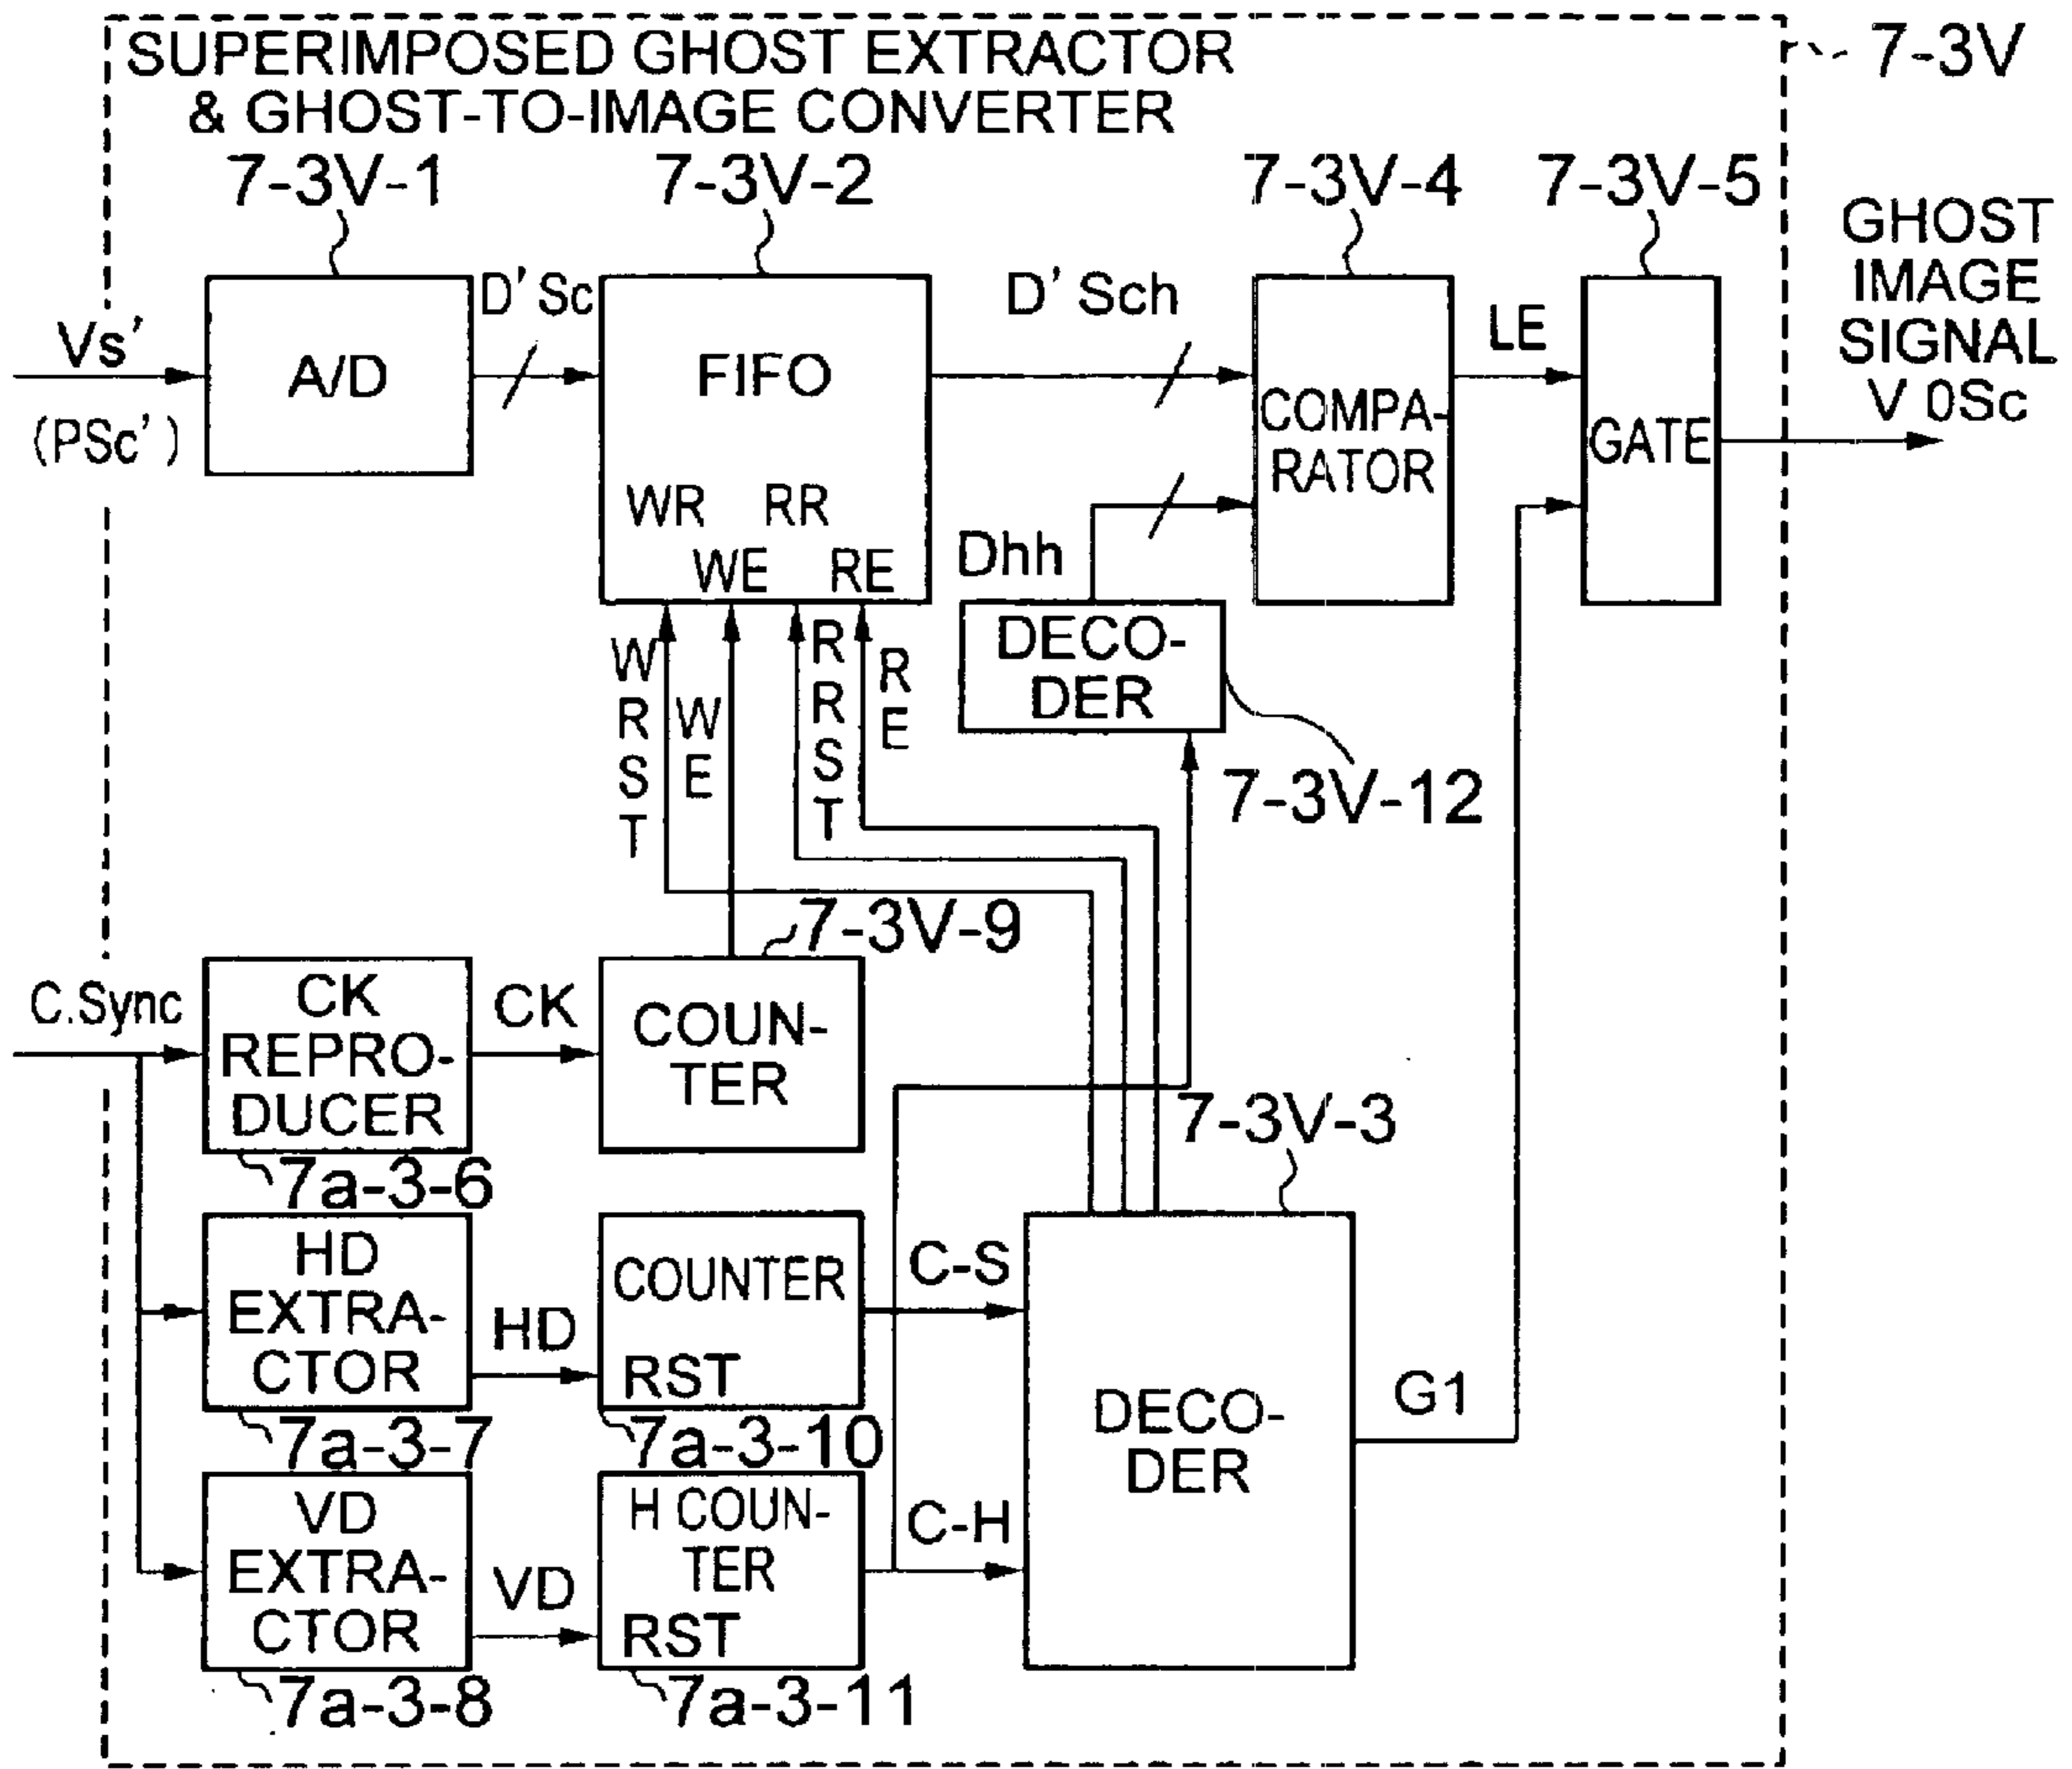 SUPERIMPOSED GHOST EXTRACTOR
& GHOST-TO-IMAGE CONVERTER
7-3V
7-3V-1
7-3V-2
7-3V-4
7-3V-5
GHOST
IMAGE
SIGNAL
V 0Sc
Vs'
(PSc')
A/D
D' Sc
FIFO
WR
RR
WE
RE
D' Sch
COMPA-
RATOR
LE
GATE
Dhh
DECO-
DER
7-3V-12
WRST
WE
RRST
RE
7-3V-9
C.Sync
CK
REPRO-
DUCER
7a-3-6
CK
COUN-
TER
7-3V-3
HD
EXTRA-
CTOR
7a-3-7
HD
COUNTER
RST
7a-3-10
C-S
DECO-
DER
G1
VD
EXTRA-
CTOR
7a-3-8
VD
H COUN-
TER
RST
7a-3-11
C-H